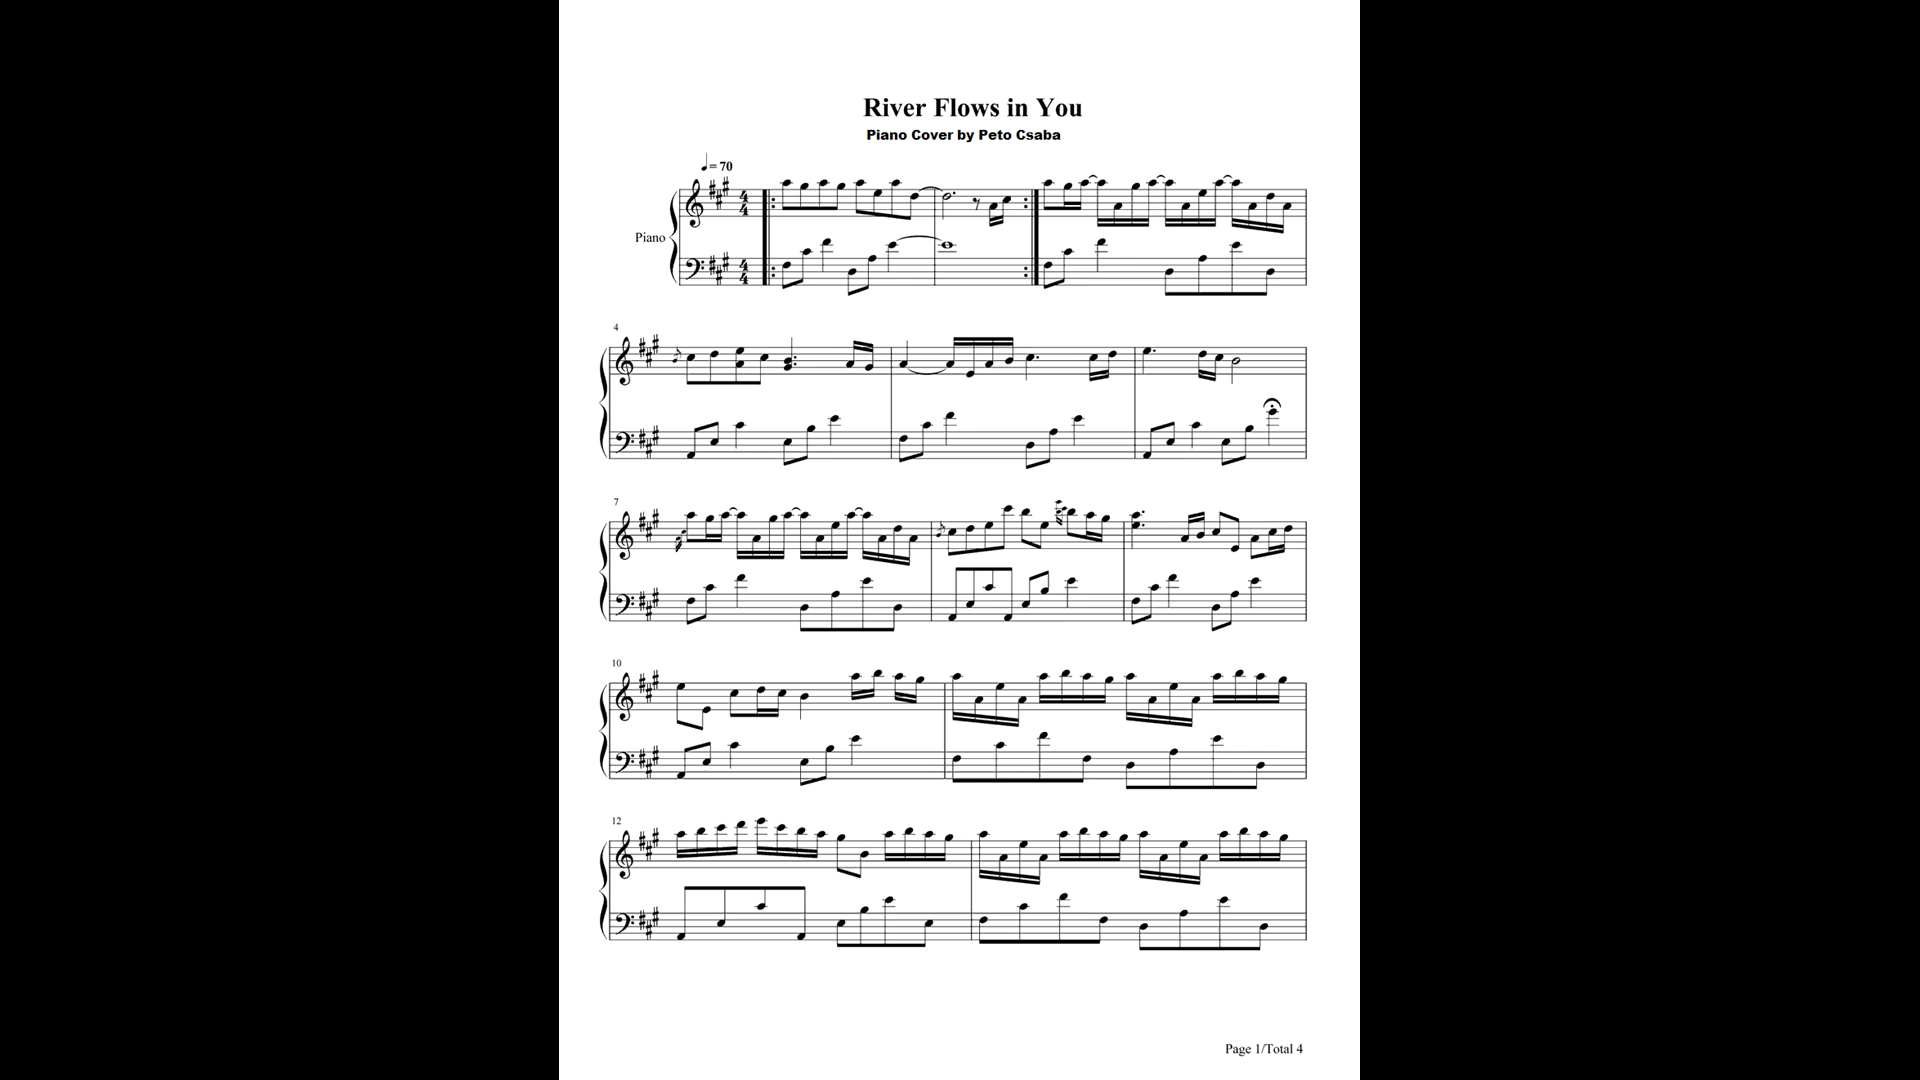 River Flows in You
Piano Cover by Peto Csaba
♩= 70
Piano
4
7
10
12
Page 1/Total 4